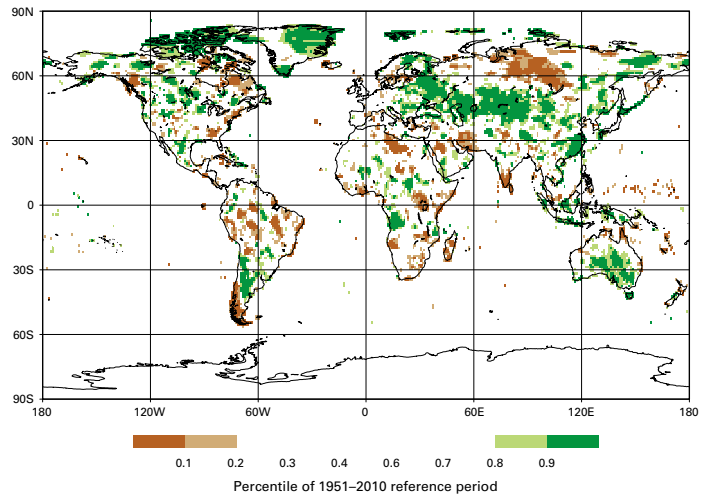 90N
60N
30N
0
30S
60S
90S
180 120W 60W 0 60E 120E 180
0.1 0.2 0.3 0.4 0.6 0.7 0.8 0.9
Percentile of 1951–2010 reference period